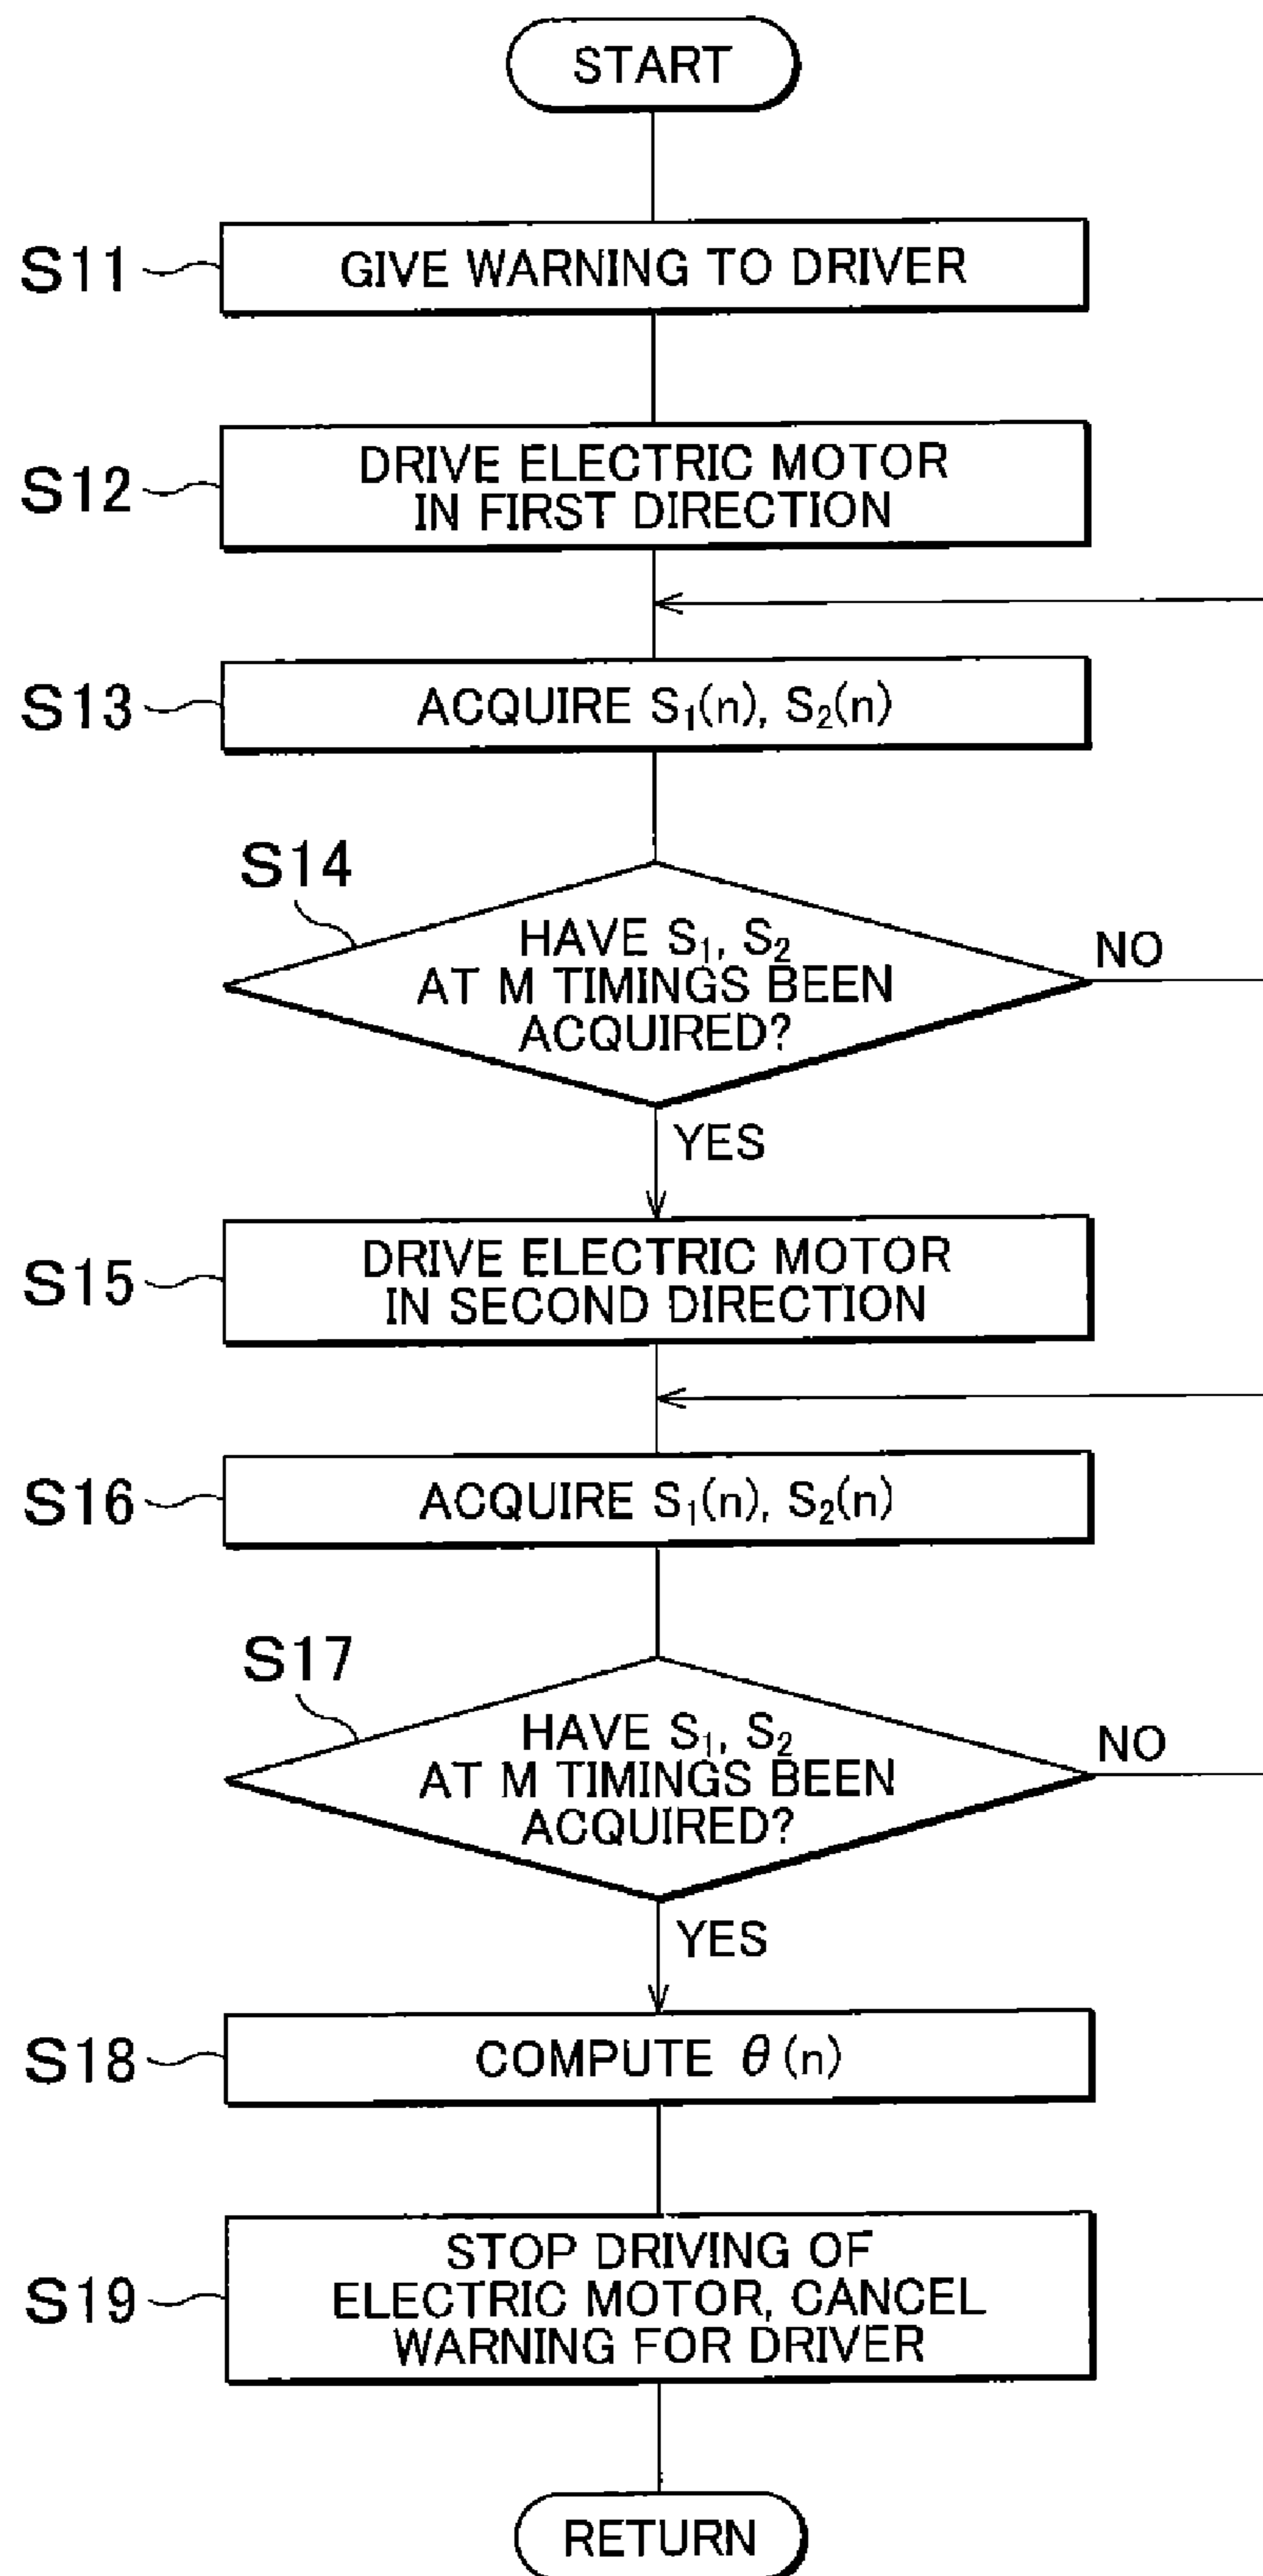 START
S11
GIVE WARNING TO DRIVER
S12
DRIVE ELECTRIC MOTOR
IN FIRST DIRECTION
S13
ACQUIRE S₁(n), S₂(n)
S14
HAVE S₁, S₂
AT M TIMINGS BEEN
ACQUIRED?
NO
YES
S15
DRIVE ELECTRIC MOTOR
IN SECOND DIRECTION
S16
ACQUIRE S₁(n), S₂(n)
S17
HAVE S₁, S₂
AT M TIMINGS BEEN
ACQUIRED?
NO
YES
S18
COMPUTE θ(n)
S19
STOP DRIVING OF
ELECTRIC MOTOR, CANCEL
WARNING FOR DRIVER
RETURN